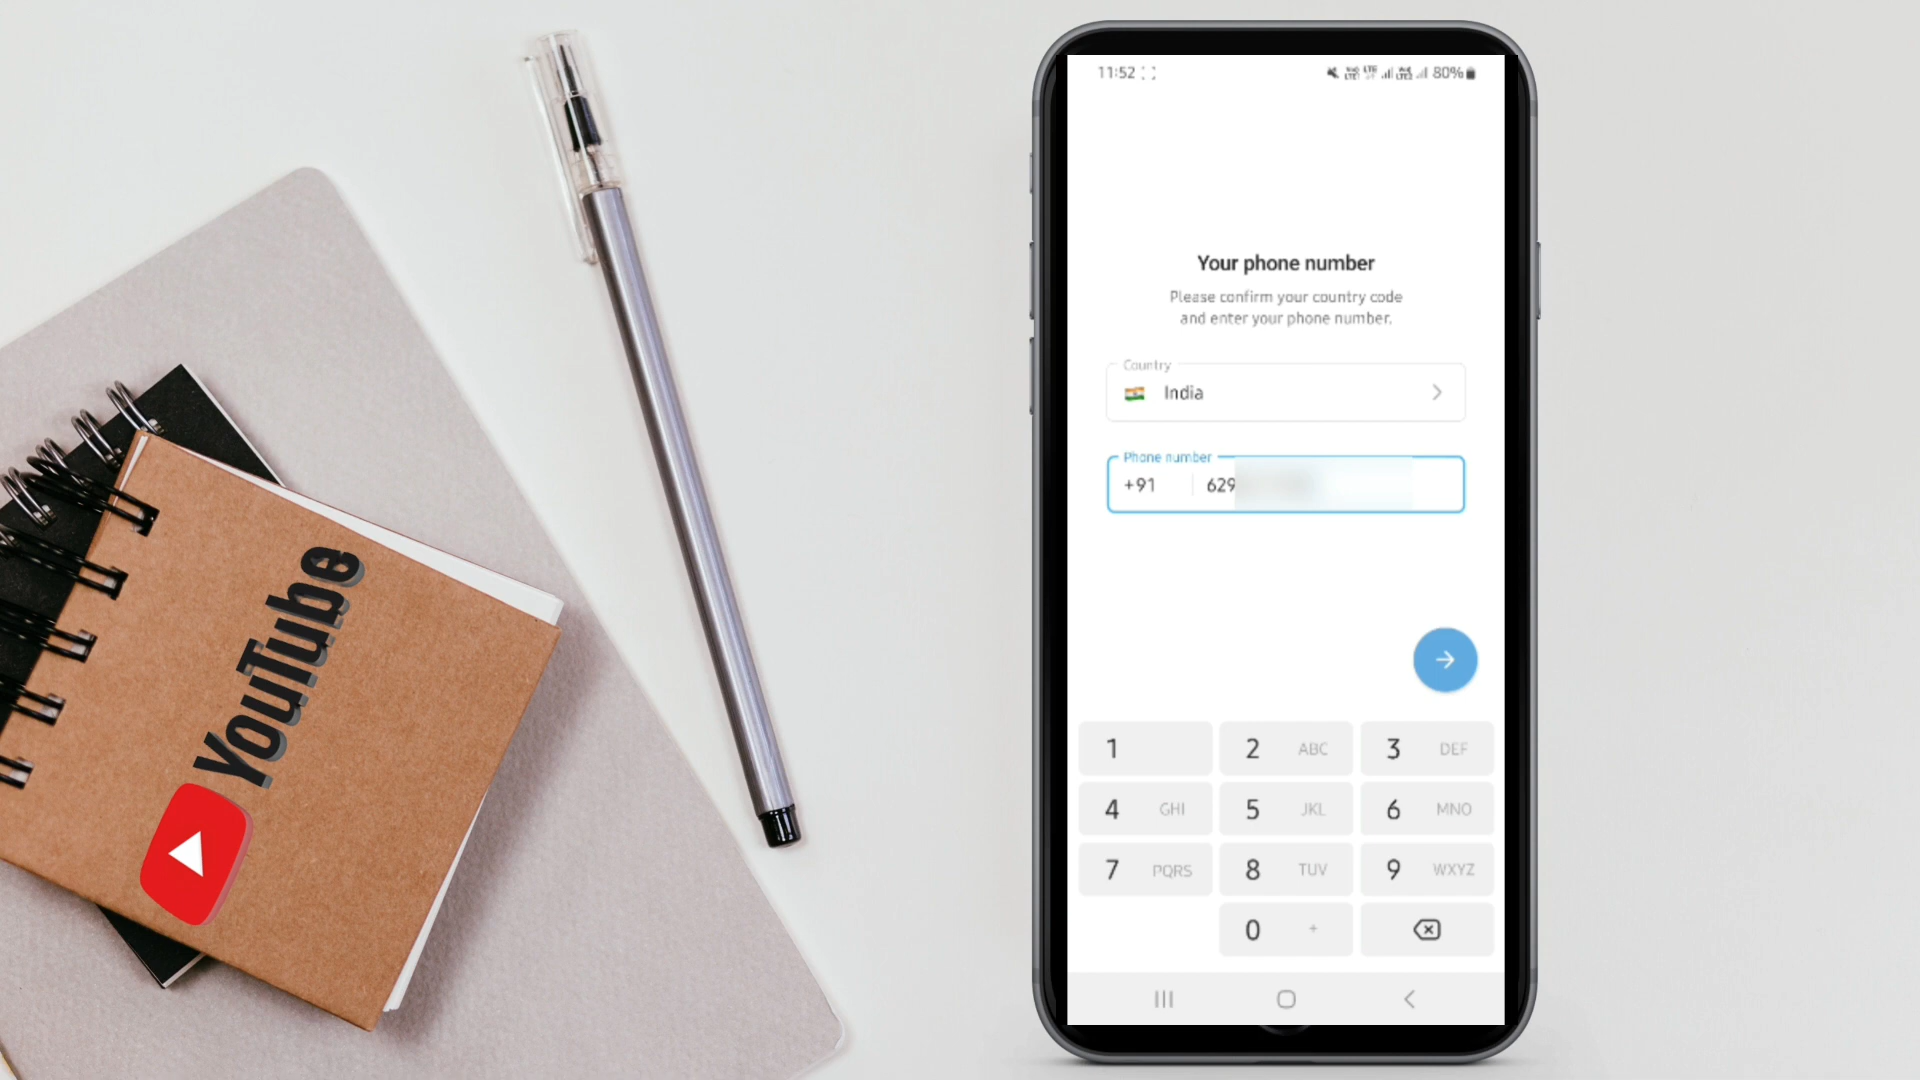 YouTube
11:52
80%
Your phone number
Please confirm your country code
and enter your phone number.
Country
India
Phone number
+91 629
1
2 ABC
3 DEF
4 GHI
5 JKL
6 MNO
7 PQRS
8 TUV
9 WXYZ
0 +